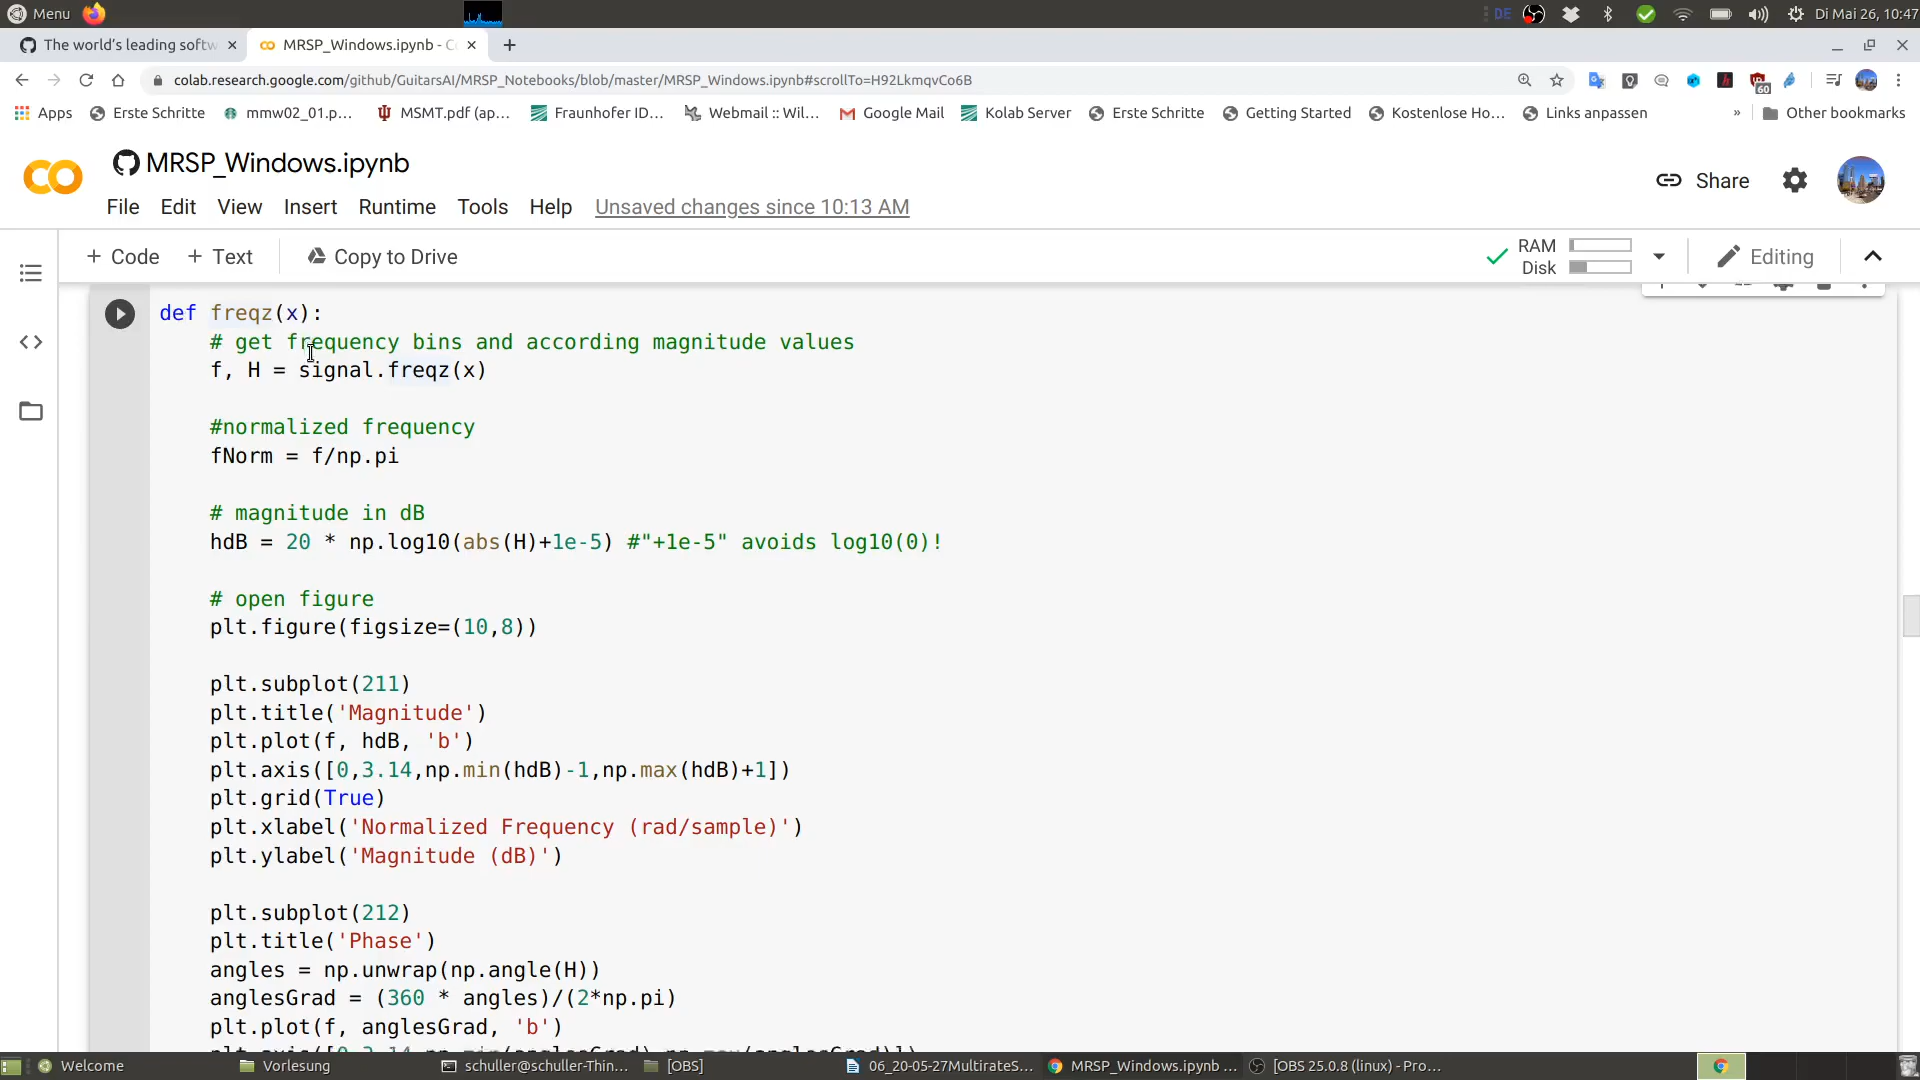 Menu
DE
Di Mai 26, 10:47
The world's leading softw
MRSP_Windows.ipynb - C
colab.research.google.com/github/GuitarsAI/MRSP_Notebooks/blob/master/MRSP_Windows.ipynb#scrollTo=H92LkmqvCo6B
60
Apps
Erste Schritte
mmw02_01.p...
MSMT.pdf (ap...
Fraunhofer ID...
Webmail :: Wil...
Google Mail
Kolab Server
Erste Schritte
Getting Started
Kostenlose Ho...
Links anpassen
»
Other bookmarks
MRSP_Windows.ipynb
Share
File Edit View Insert Runtime Tools Help Unsaved changes since 10:13 AM
+ Code + Text Copy to Drive
RAM
Disk
Editing
def freqz(x):
# get frequency bins and according magnitude values
f, H = signal.freqz(x)
#normalized frequency
fNorm = f/np.pi
# magnitude in dB
hdB = 20 * np.log10(abs(H)+1e-5) #"+1e-5" avoids log10(0)!
# open figure
plt.figure(figsize=(10,8))
plt.subplot(211)
plt.title('Magnitude')
plt.plot(f, hdB, 'b')
plt.axis([0,3.14,np.min(hdB)-1,np.max(hdB)+1])
plt.grid(True)
plt.xlabel('Normalized Frequency (rad/sample)')
plt.ylabel('Magnitude (dB)')
plt.subplot(212)
plt.title('Phase')
angles = np.unwrap(np.angle(H))
anglesGrad = (360 * angles)/(2*np.pi)
plt.plot(f, anglesGrad, 'b')
Welcome
Vorlesung
schuller@schuller-Thin...
[OBS]
06_20-05-27MultirateS...
MRSP_Windows.ipynb ...
[OBS 25.0.8 (linux) - Pro...